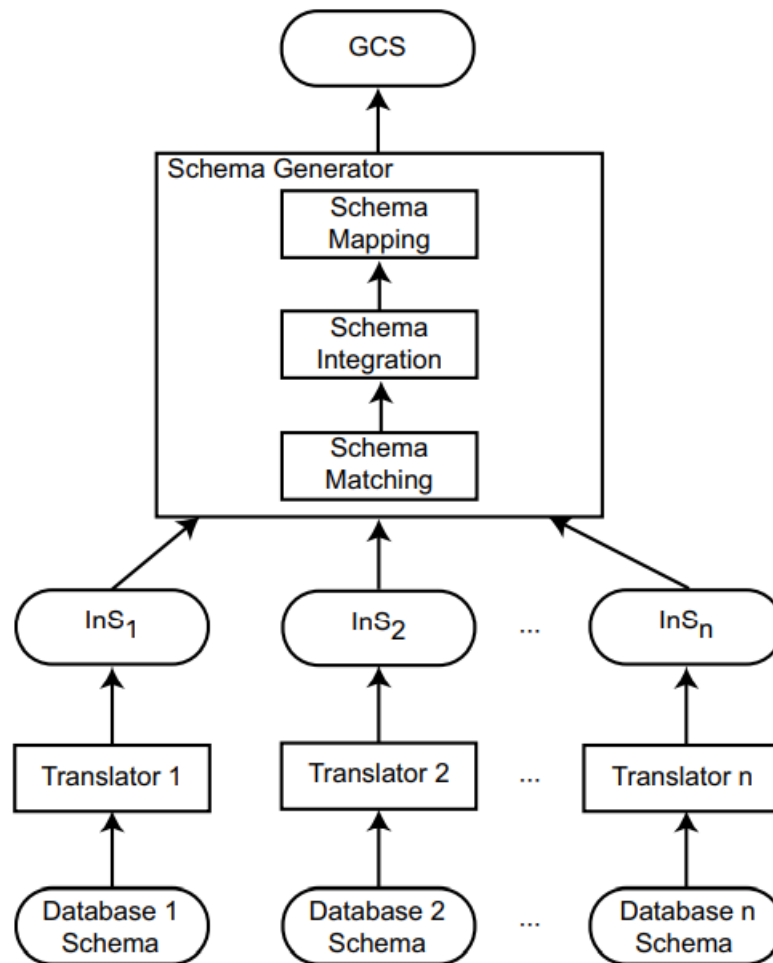 GCS
Schema Generator
Schema
Mapping
Schema
Integration
Schema
Matching
InS1
InS2
...
InSn
Translator 1
Translator 2
...
Translator n
Database 1
Schema
Database 2
Schema
...
Database n
Schema